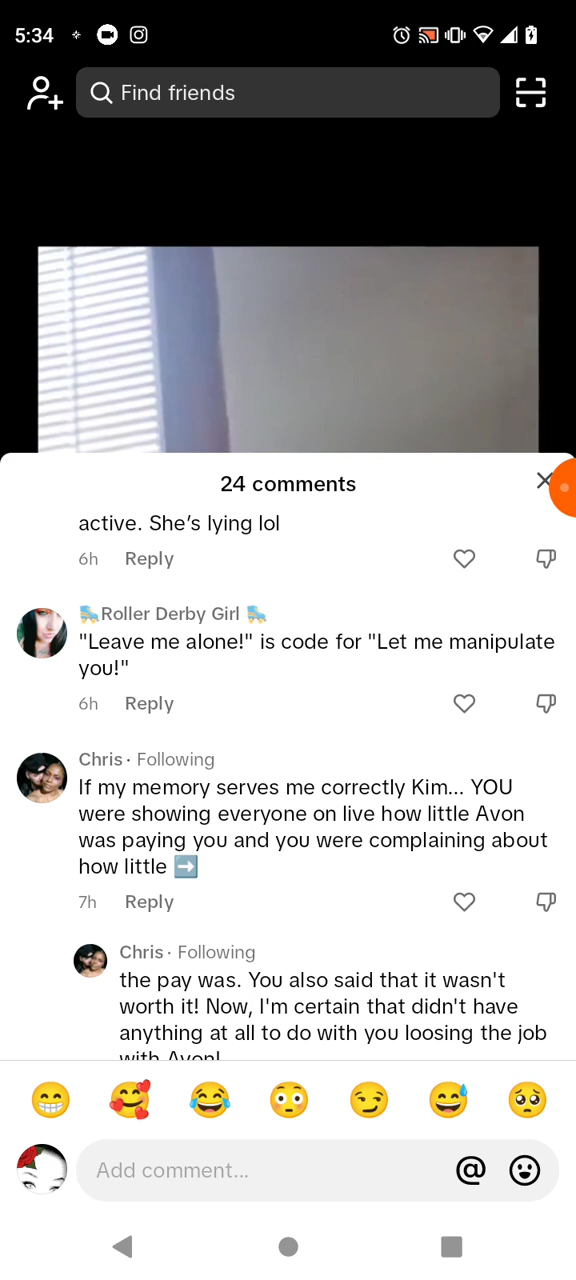 5:34
Find friends
24 comments
active. She's lying lol
6h Reply
🛼Roller Derby Girl 🛼
"Leave me alone!" is code for "Let me manipulate
you!"
6h Reply
Chris · Following
If my memory serves me correctly Kim... YOU
were showing everyone on live how little Avon
was paying you and you were complaining about
how little ➡️
7h Reply
Chris · Following
the pay was. You also said that it wasn't
worth it! Now, I'm certain that didn't have
anything at all to do with you loosing the job
with Avon!
Add comment...